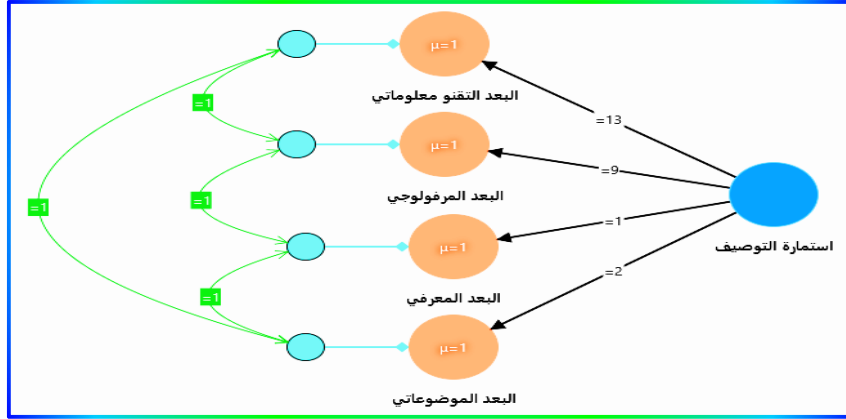 μ=1
البعد التقنو معلوماتي
=1
=13
μ=1
=9
البعد المرفولوجي
=1
=1
=1
استمارة التوصيف
μ=1
=2
البعد المعرفي
=1
μ=1
البعد الموضوعاتي